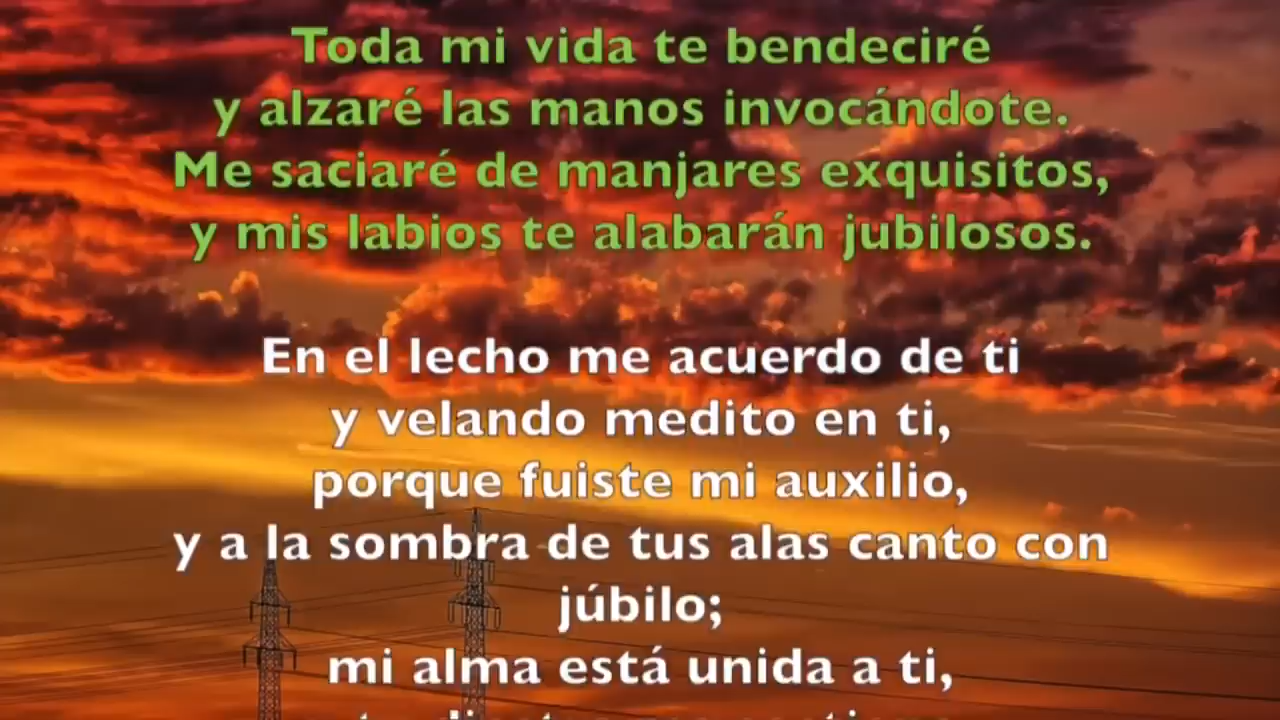 Toda mi vida te bendeciré
y alzaré las manos invocándote.
Me saciaré de manjares exquisitos,
y mis labios te alabarán jubilosos.
En el lecho me acuerdo de ti
y velando medito en ti,
porque fuiste mi auxilio,
y a la sombra de tus alas canto con
júbilo;
mi alma está unida a ti,